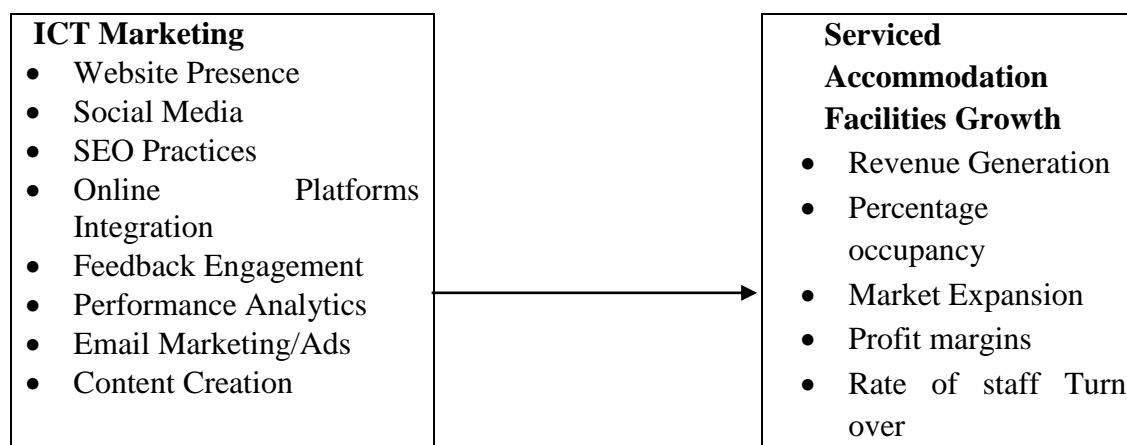 ICT Marketing
• Website Presence
• Social Media
• SEO Practices
• Online Platforms
Integration
• Feedback Engagement
• Performance Analytics
• Email Marketing/Ads
• Content Creation
Serviced
Accommodation
Facilities Growth
• Revenue Generation
• Percentage
occupancy
• Market Expansion
• Profit margins
• Rate of staff Turn
over